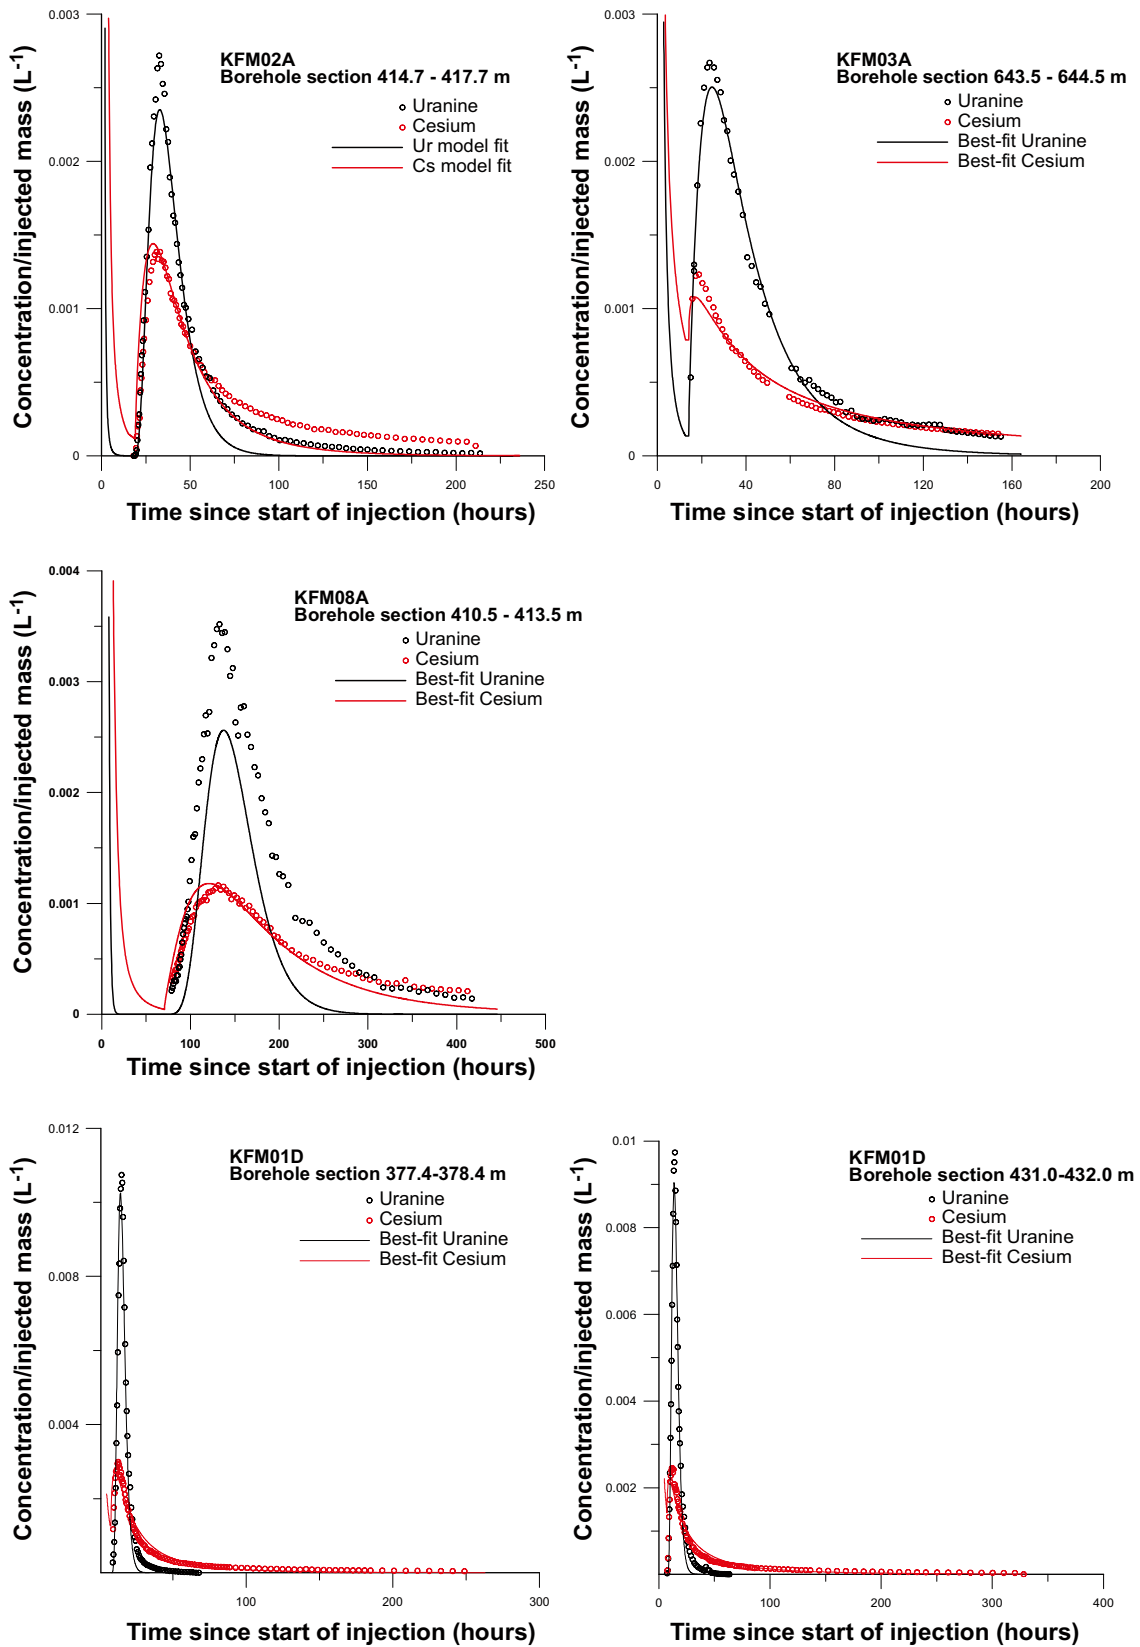 KFM02A
Borehole section 414.7 - 417.7 m
Uranine
Cesium
Ur model fit
Cs model fit
Concentration/injected mass (L-1)
0.003
0.002
0.001
0
0 50 100 150 200 250
Time since start of injection (hours)
KFM03A
Borehole section 643.5 - 644.5 m
Uranine
Cesium
Best-fit Uranine
Best-fit Cesium
Concentration/injected mass (L-1)
0.003
0.002
0.001
0
0 40 80 120 160 200
Time since start of injection (hours)
KFM08A
Borehole section 410.5 - 413.5 m
Uranine
Cesium
Best-fit Uranine
Best-fit Cesium
Concentration/injected mass (L-1)
0.004
0.003
0.002
0.001
0
0 100 200 300 400 500
Time since start of injection (hours)
KFM01D
Borehole section 377.4-378.4 m
Uranine
Cesium
Best-fit Uranine
Best-fit Cesium
Concentration/injected mass (L-1)
0.012
0.008
0.004
100 200 300
Time since start of injection (hours)
KFM01D
Borehole section 431.0-432.0 m
Uranine
Cesium
Best-fit Uranine
Best-fit Cesium
Concentration/injected mass (L-1)
0.01
0.008
0.006
0.004
0.002
0 100 200 300 400
Time since start of injection (hours)